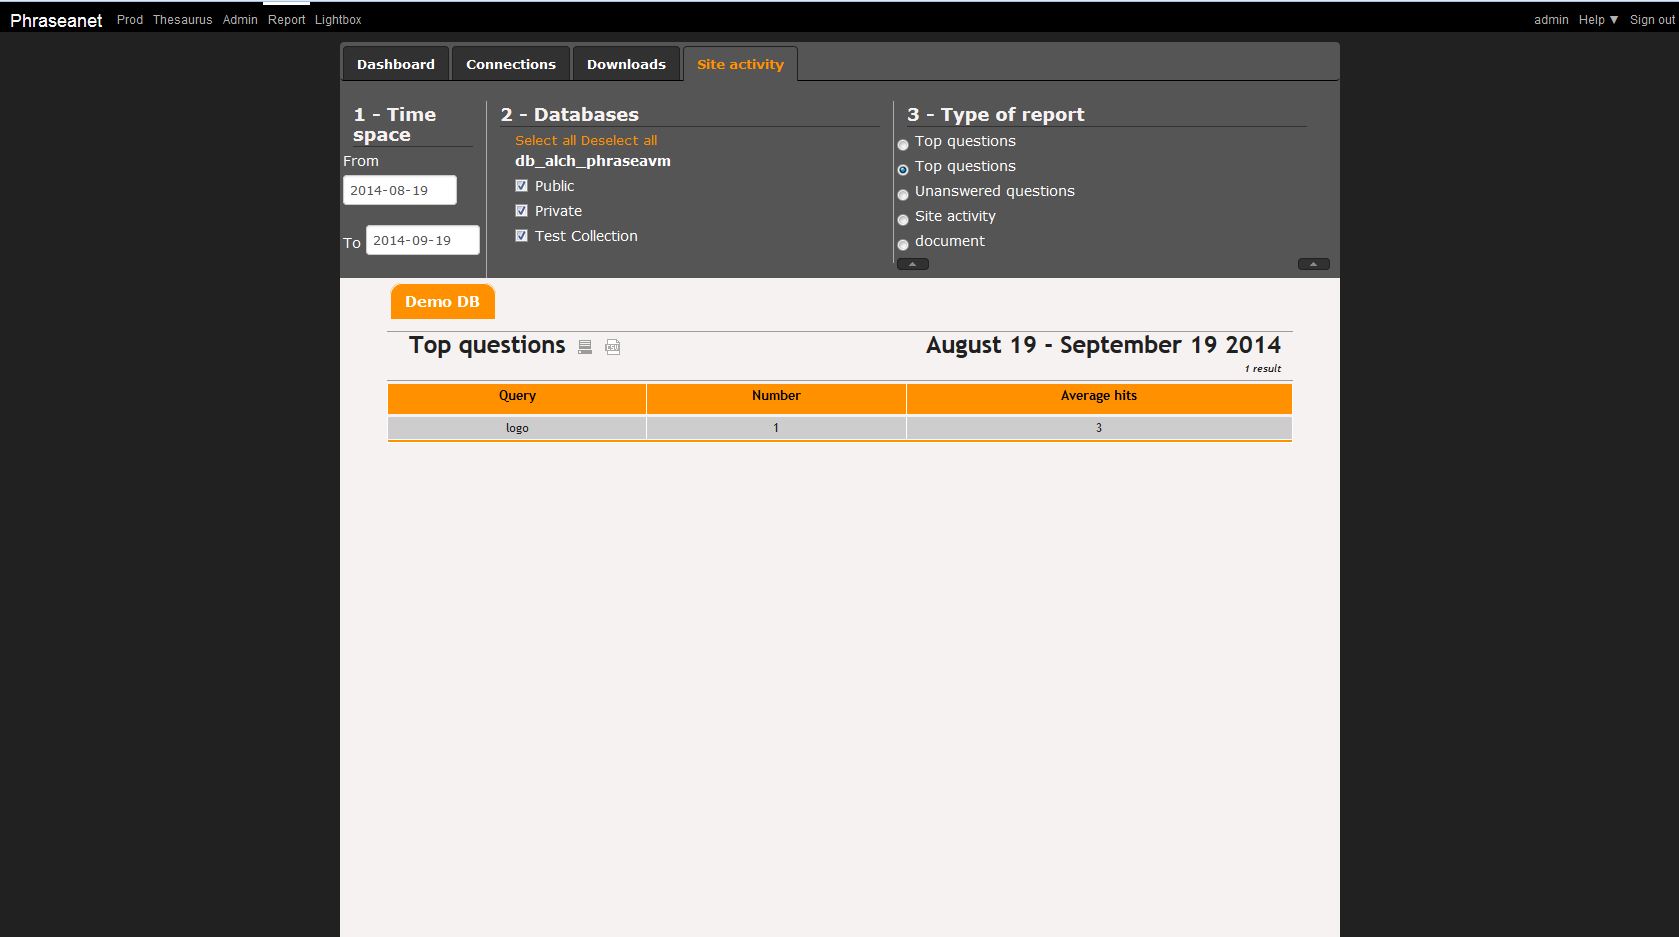 Phraseanet Prod Thesaurus Admin Report Lightbox admin Help ▼ Sign out
Dashboard Connections Downloads Site activity
1 - Time space
From
2014-08-19
To 2014-09-19
2 - Databases
Select all Deselect all
db_alch_phraseavm
Public
Private
Test Collection
3 - Type of report
Top questions
Top questions
Unanswered questions
Site activity
document
Demo DB
Top questions CSV August 19 - September 19 2014
1 result
Query Number Average hits
logo 1 3